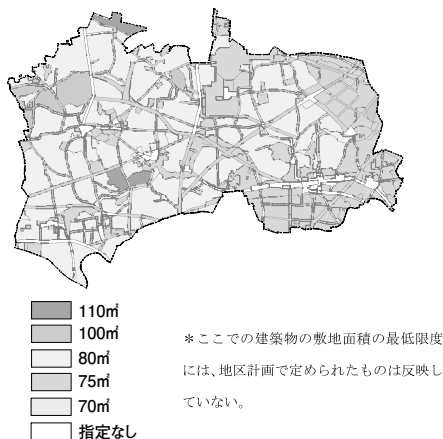 110㎡
100㎡
80㎡
75㎡
70㎡
指定なし
＊ここでの建築物の敷地面積の最低限度
には、地区計画で定められたものは反映し
ていない。